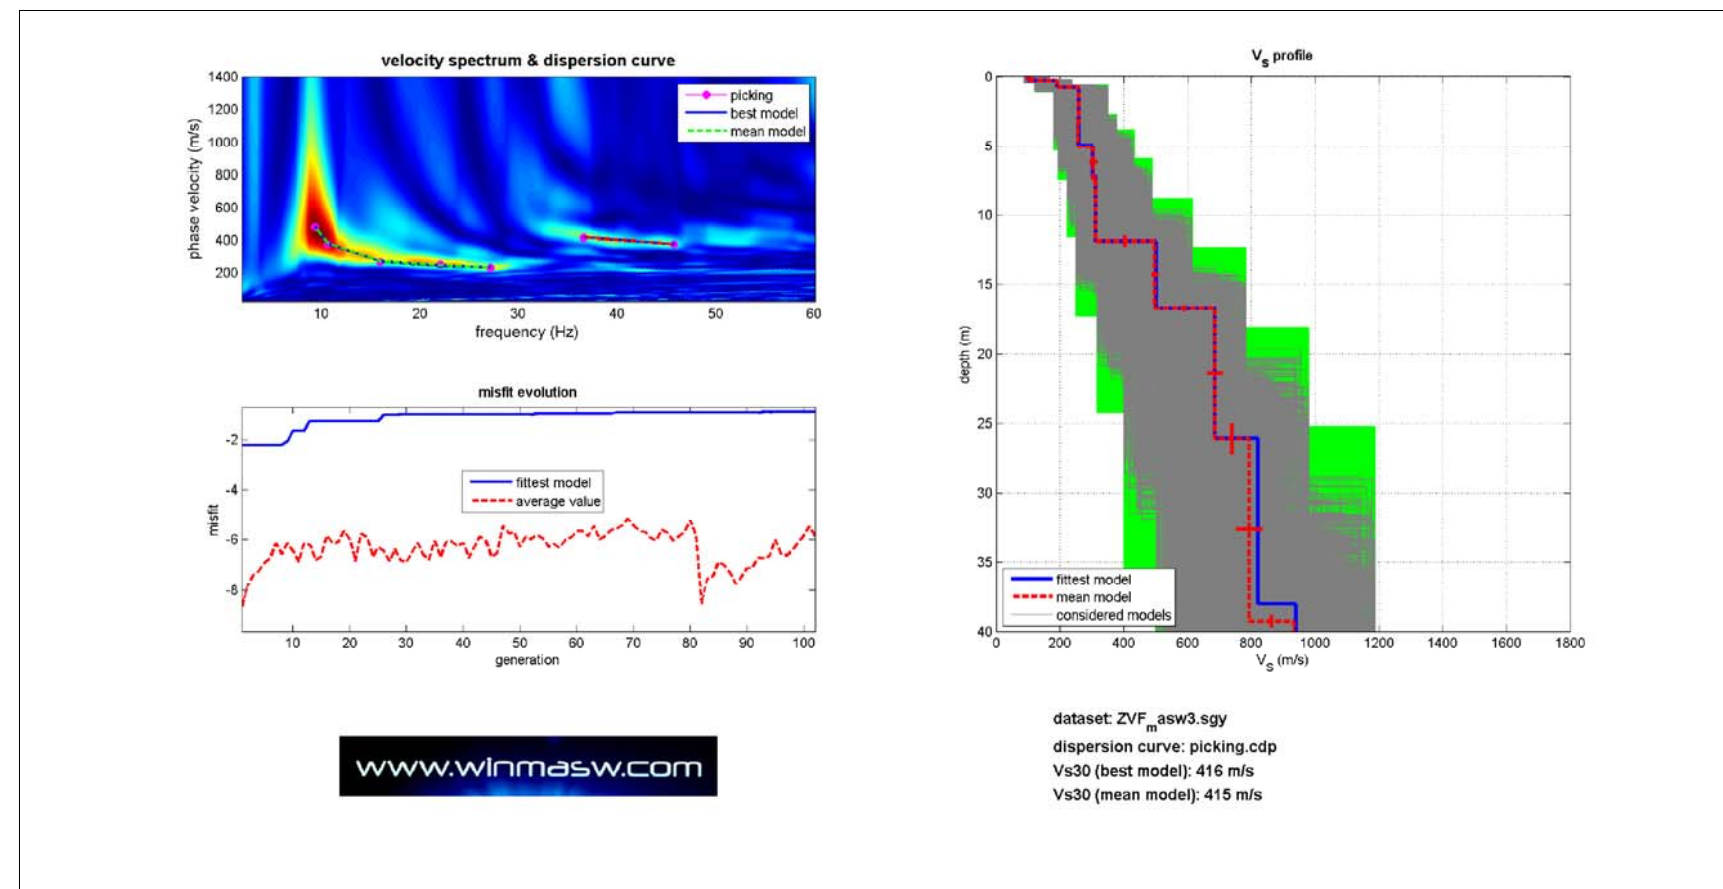 velocity spectrum & dispersion curve
1400
1200
1000
800
600
400
200
phase velocity (m/s)
picking
best model
mean model
10
20
30
40
50
60
frequency (Hz)
misfit evolution
-2
-4
-6
-8
misfit
fittest model
average value
10
20
30
40
50
60
70
80
90
100
generation
www.winmasw.com
VS profile
0
5
10
15
20
25
30
35
40
depth (m)
fittest model
mean model
considered models
0
200
400
600
800
1000
1200
1400
1600
1800
VS (m/s)
dataset: ZVFmasw3.sgy
dispersion curve: picking.cdp
Vs30 (best model): 416 m/s
Vs30 (mean model): 415 m/s